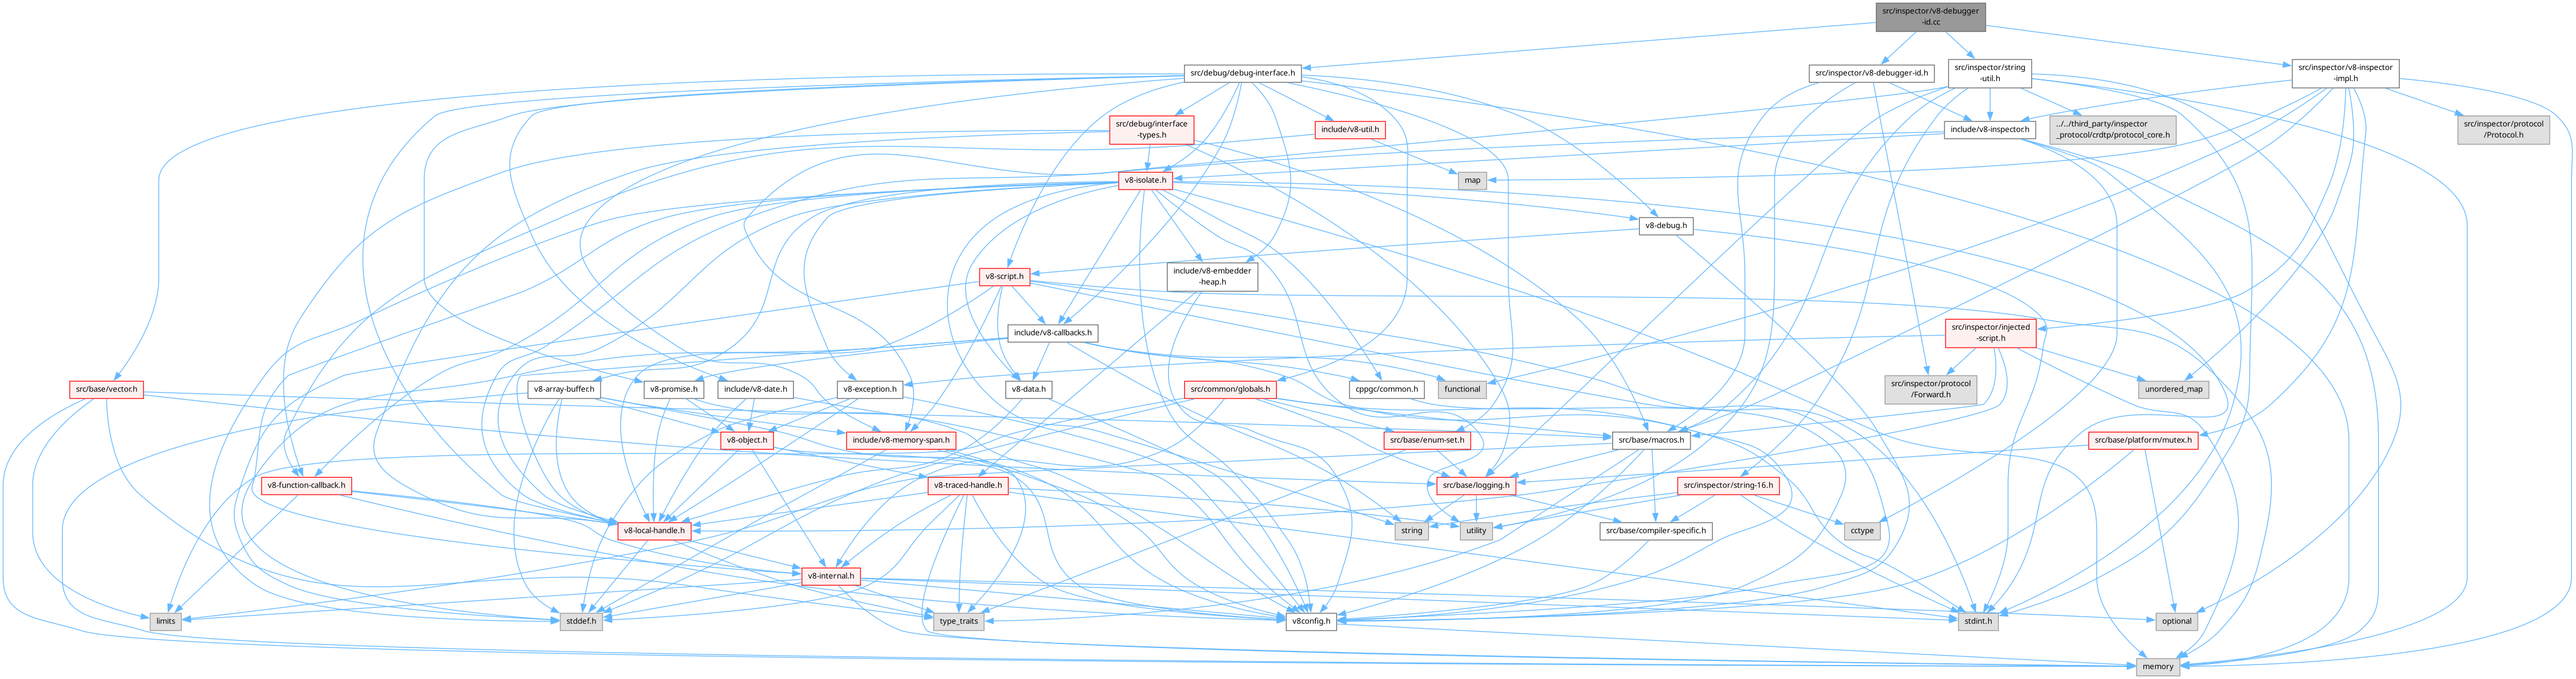 src/inspector/v8-debugger
-id.cc
src/debug/debug-interface.h
src/inspector/v8-debugger-id.h
src/inspector/string
-util.h
src/inspector/v8-inspector
-impl.h
src/debug/interface
-types.h
include/v8-util.h
include/v8-inspector.h
../../third_party/inspector
_protocol/crdtp/protocol_core.h
src/inspector/protocol
/Protocol.h
v8-isolate.h
map
v8-debug.h
v8-script.h
include/v8-embedder
-heap.h
include/v8-callbacks.h
src/inspector/injected
-script.h
src/base/vector.h
v8-array-buffer.h
v8-promise.h
include/v8-date.h
v8-exception.h
v8-data.h
src/common/globals.h
cppgc/common.h
functional
src/inspector/protocol
/Forward.h
unordered_map
v8-object.h
include/v8-memory-span.h
src/base/enum-set.h
src/base/macros.h
src/base/platform/mutex.h
v8-function-callback.h
v8-traced-handle.h
src/base/logging.h
src/inspector/string-16.h
v8-local-handle.h
string
utility
src/base/compiler-specific.h
cctype
v8-internal.h
limits
stddef.h
type_traits
v8config.h
stdint.h
optional
memory